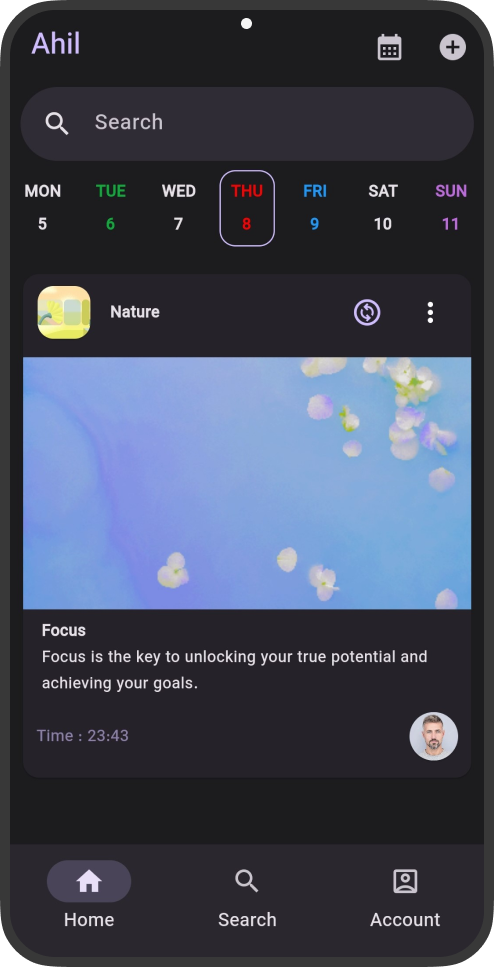 Ahil
Search
MON TUE WED THU FRI SAT SUN
5 6 7 8 9 10 11
Nature
Focus
Focus is the key to unlocking your true potential and
achieving your goals.
Time : 23:43
Home Search Account